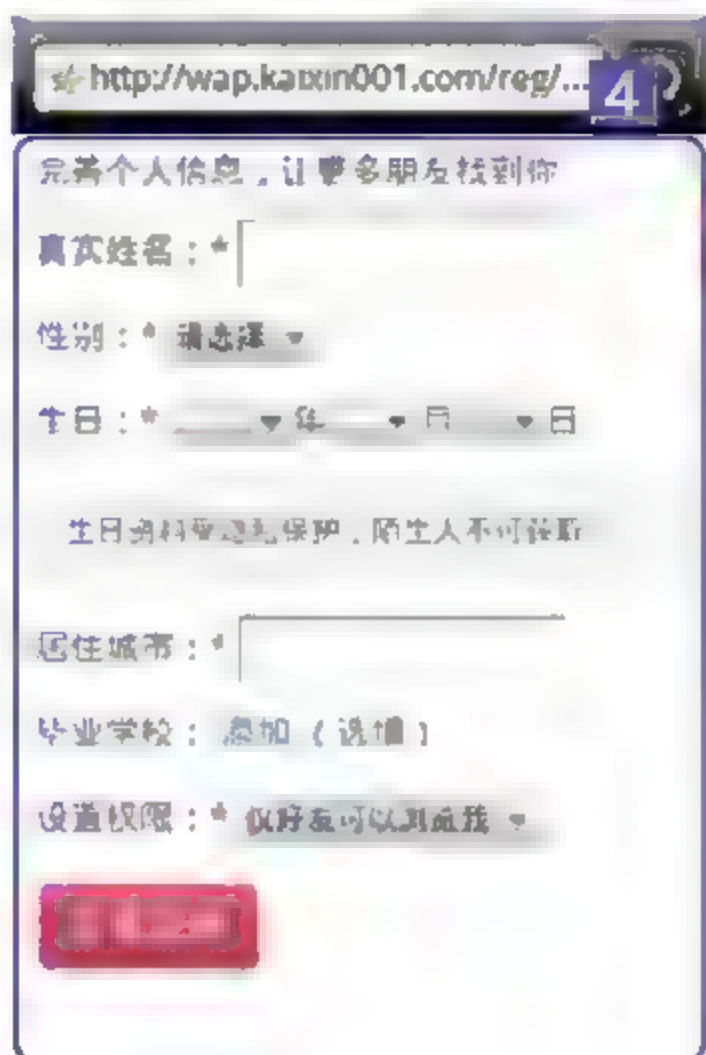 http://wap.kaixin001.com/reg/...
4
完善个人信息，让更多朋友找到你
真实姓名：*
性别：* 请选择
生日：* 年 月 日
生日资料受隐私保护，陌生人不可获取
居住城市：*
毕业学校：添加（选填）
设置权限：* 仅好友可以浏览我